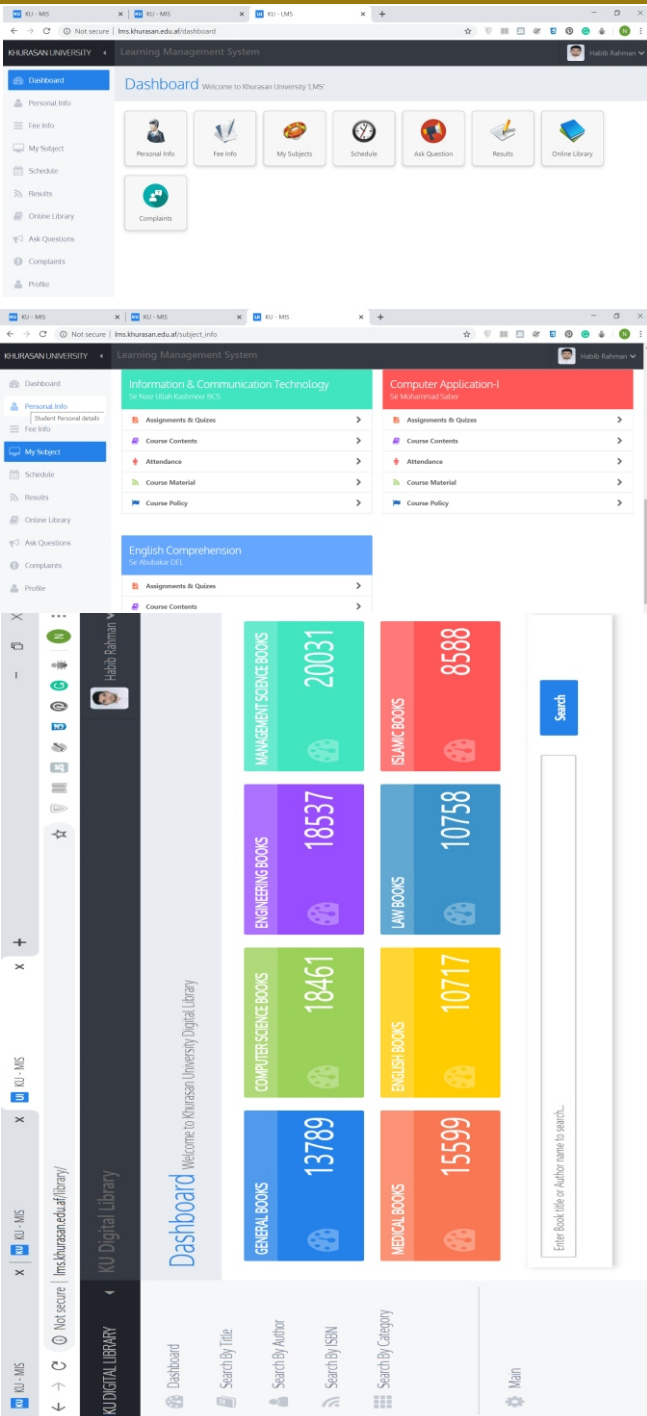 KU - MIS
KU - MIS
KU - LMS
Not secure | lms.khurasan.edu.af/dashboard
KHURASAN UNIVERSITY
Learning Management System
Habib Rahman
Dashboard
Personal Info
Fee Info
My Subject
Schedule
Results
Online Library
Ask Questions
Complaints
Profile
Dashboard Welcome to Khurasan University 'LMS'
Personal Info
Fee Info
My Subjects
Schedule
Ask Question
Results
Online Library
Complaints
KU - MIS
KU - MIS
KU - MIS
Not secure | lms.khurasan.edu.af/subject_info
KHURASAN UNIVERSITY
Learning Management System
Habib Rahman
Dashboard
Personal Info
Student Personal details
Fee Info
My Subject
Schedule
Results
Online Library
Ask Questions
Complaints
Profile
Information & Communication Technology
Sir Nasir Ullah Kashmeer BCS
Assignments & Quizes
Course Contents
Attendance
Course Material
Course Policy
Computer Application-I
Sir Mohammad Saber
Assignments & Quizes
Course Contents
Attendance
Course Material
Course Policy
English Comprehension
Sir Abubakar DEL
Assignments & Quizes
Course Contents
KU - MIS
KU - MIS
KU - MIS
Not secure | lms.khurasan.edu.af/library/
KU DIGITAL LIBRARY
KU Digital Library
Habib Rahman
Dashboard
Search By Title
Search By Author
Search By ISBN
Search By Category
Main
Dashboard Welcome to Khurasan University Digital Library
GENERAL BOOKS
13789
COMPUTER SCIENCE BOOKS
18461
ENGINEERING BOOKS
18537
MANAGEMENT SCIENCE BOOKS
20031
MEDICAL BOOKS
15599
ENGLISH BOOKS
10717
LAW BOOKS
10758
ISLAMIC BOOKS
8588
Enter Book title or Author name to search...
Search